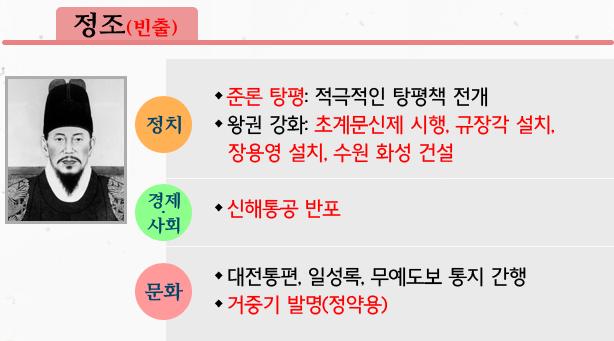 정조(빈출)
정치
◆ 준론 탕평: 적극적인 탕평책 전개
◆ 왕권 강화: 초계문신제 시행, 규장각 설치,
장용영 설치, 수원 화성 건설
경제
·
사회
◆ 신해통공 반포
문화
◆ 대전통편, 일성록, 무예도보 통지 간행
◆ 거중기 발명(정약용)